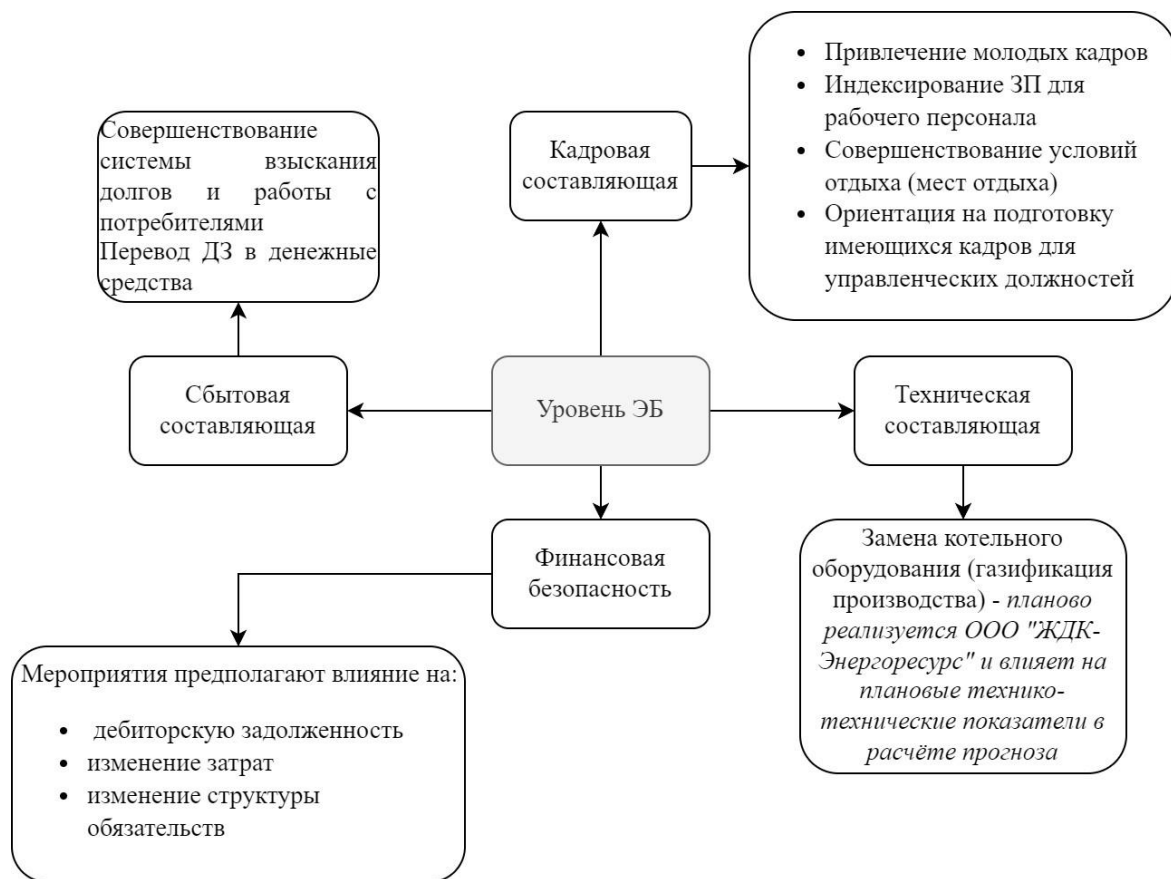 • Привлечение молодых кадров
• Индексирование ЗП для
рабочего персонала
• Совершенствование условий
отдыха (мест отдыха)
• Ориентация на подготовку
имеющихся кадров для
управленческих должностей
Совершенствование
системы взыскания
долгов и работы с
потребителями
Перевод ДЗ в денежные
средства
Кадровая
составляющая
Сбытовая
составляющая
Уровень ЭБ
Техническая
составляющая
Финансовая
безопасность
Замена котельного
оборудования (газификация
производства) - планово
реализуется ООО "ЖДК-
Энергоресурс" и влияет на
плановые технико-
технические показатели в
расчёте прогноза
Мероприятия предполагают влияние на:
• дебиторскую задолженность
• изменение затрат
• изменение структуры
обязательств